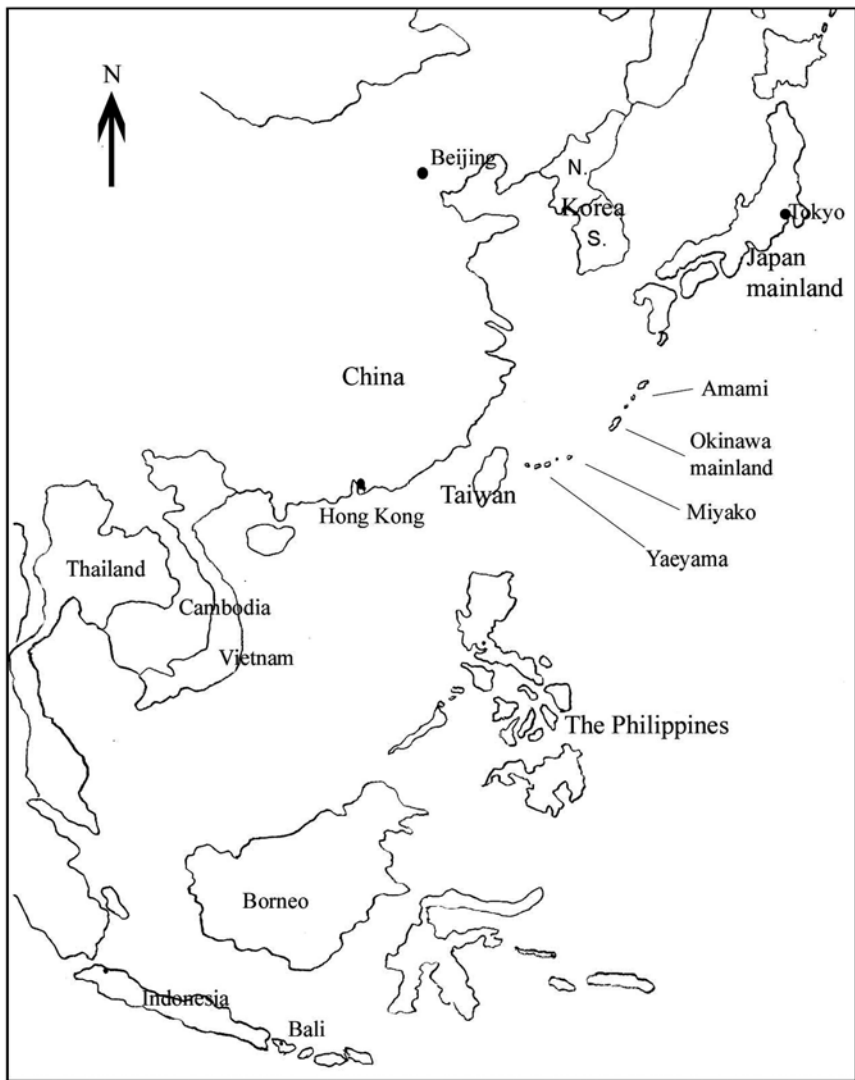 N
Beijing
N.
Korea
S.
Tokyo
Japan
mainland
China
Amami
Okinawa
mainland
Taiwan
Hong Kong
Miyako
Yaeyama
Thailand
Cambodia
Vietnam
The Philippines
Borneo
Indonesia
Bali